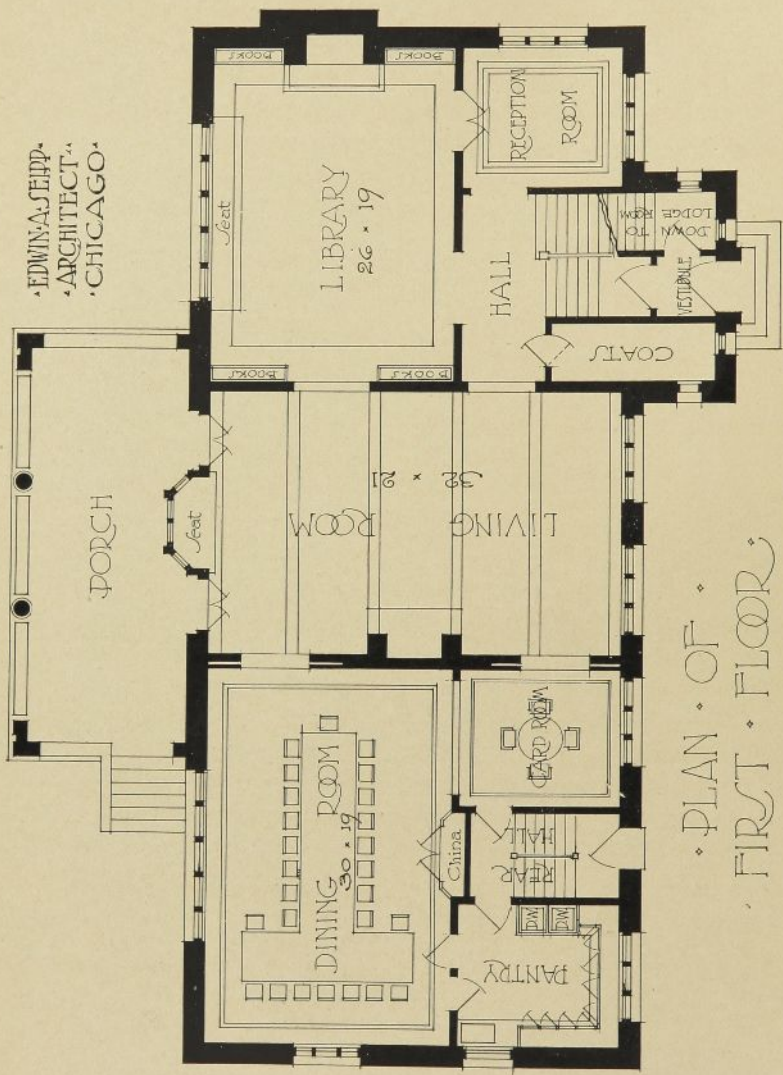 ·EDWIN·A·SEIPP·
·ARCHITECT·
·CHICAGO·
BOOKS
BOOKS
RECEPTION
ROOM
Seat
LIBRARY
26 × 19
HALL
DOWN TO
LODGE ROOM
VESTIBULE
COATS
BOOKS
BOOKS
PORCH
Seat
LIVING ROOM
32 × 21
DINING ROOM
30 × 19
CARD ROOM
China
REAR
HALL
PANTRY
DW
DW
·PLAN·OF·
FIRST·FLOOR·